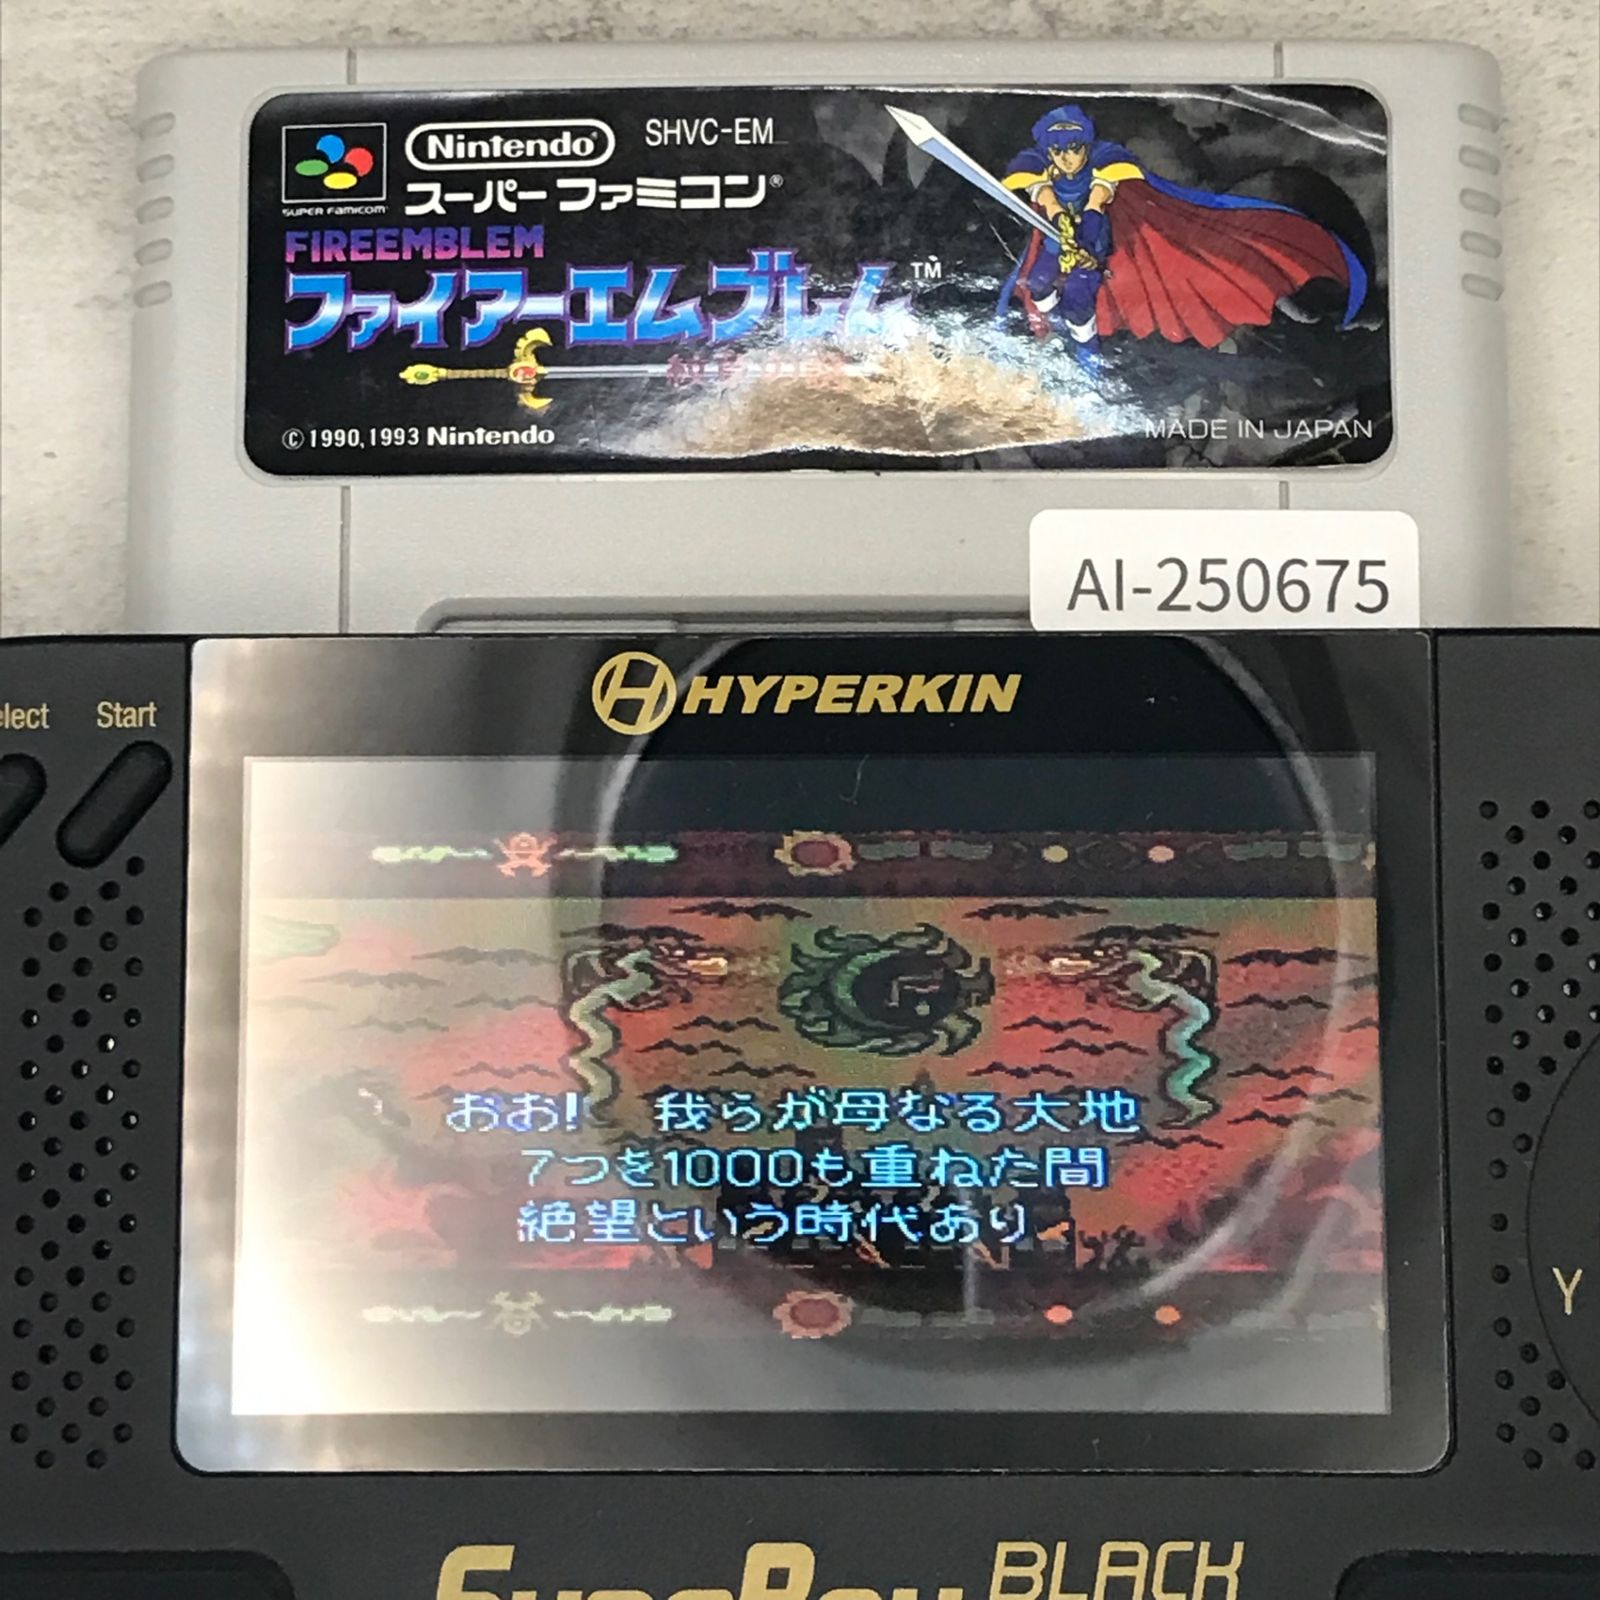 Nintendo® SHVC-EM
スーパーファミコン®
SUPER FAMICOM
FIREEMBLEM
ファイアーエムブレム™
©1990,1993 Nintendo
MADE IN JAPAN
AI-250675
HYPERKIN
Start
おお! 我らが母なる大地
7つを1000も重ねた間
絶望という時代あり
Y
BLACK